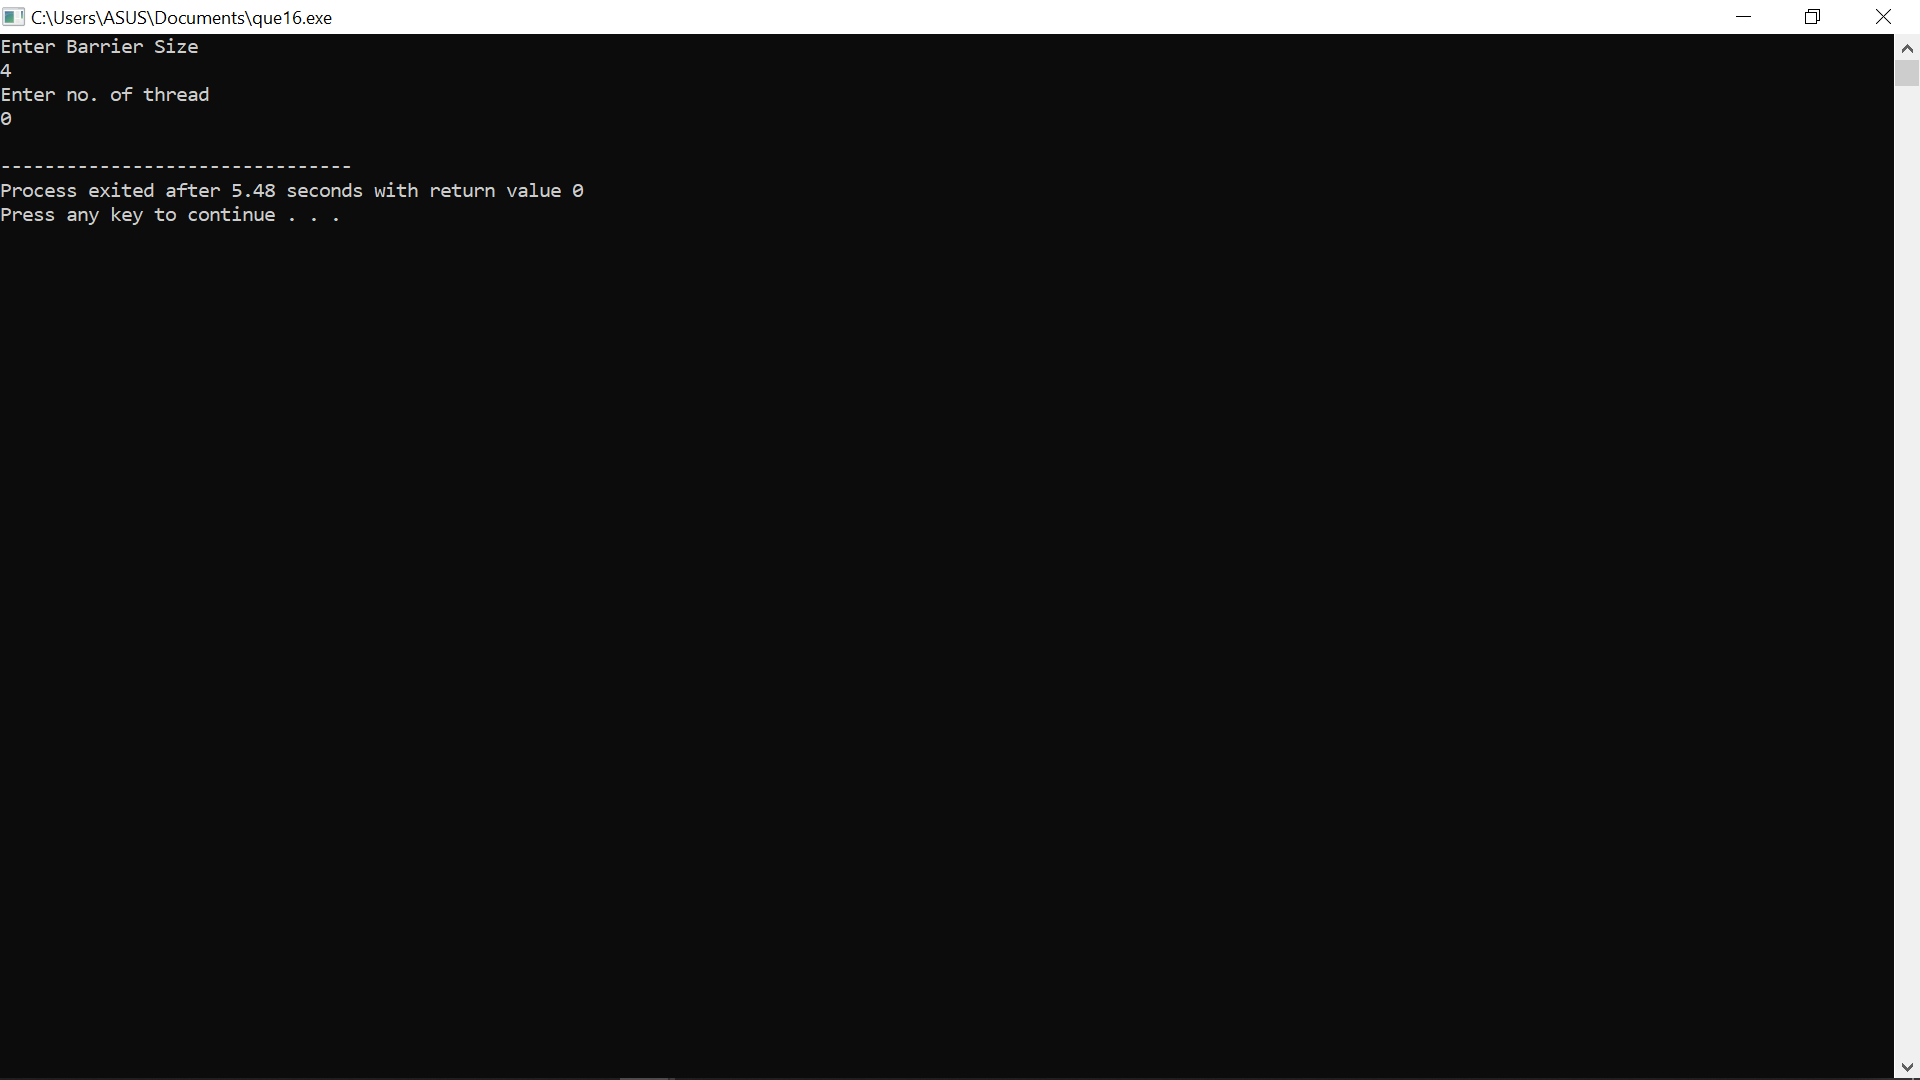 C:\Users\ASUS\Documents\que16.exe
Enter Barrier Size
4
Enter no. of thread
0
--------------------------------
Process exited after 5.48 seconds with return value 0
Press any key to continue . . .